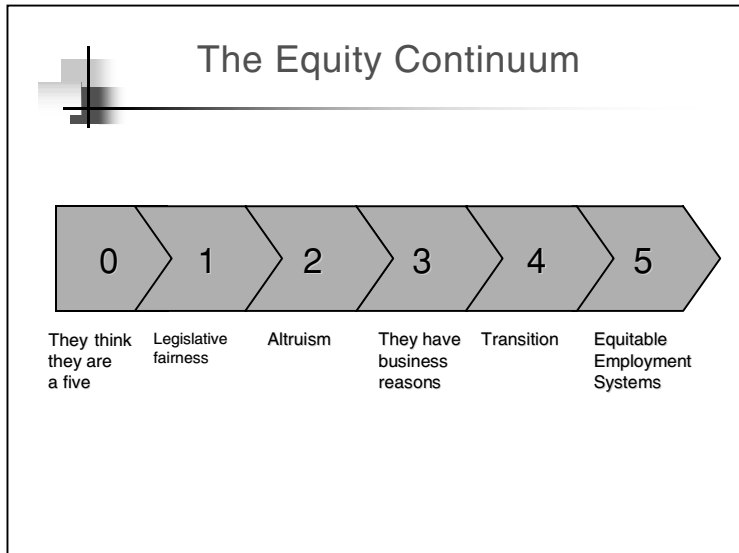 The Equity Continuum
0 1 2 3 4 5
They think
they are
a five
Legislative
fairness
Altruism
They have
business
reasons
Transition
Equitable
Employment
Systems